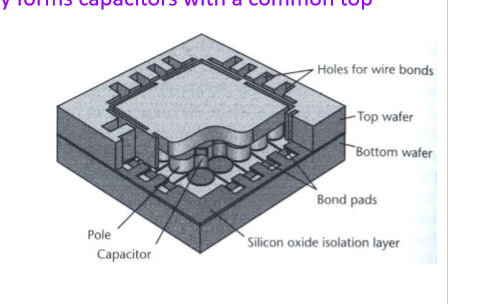 y forms capacitors with a common top
Holes for wire bonds
Top wafer
Bottom wafer
Bond pads
Pole
Silicon oxide isolation layer
Capacitor